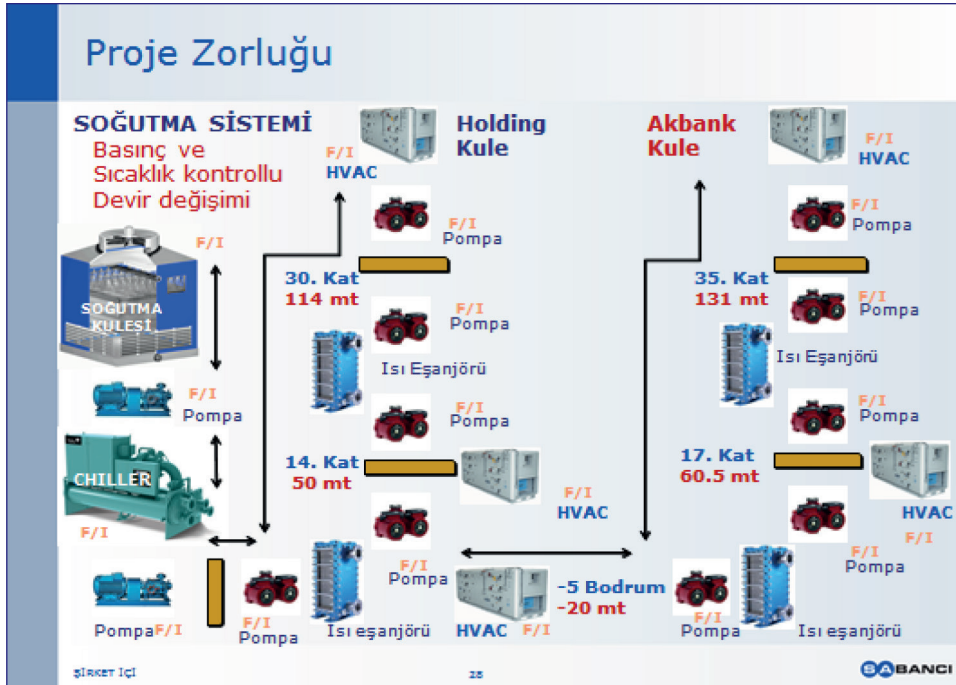 Proje Zorluğu
SOĞUTMA SİSTEMİ
Basınç ve
Sıcaklık kontrollu
Devir değişimi
F/I
SOĞUTMA
KULESİ
F/I
Pompa
CHILLER
F/I
Pompa F/I
F/I
Pompa
Holding
Kule
F/I
HVAC
F/I
Pompa
30. Kat
114 mt
F/I
Pompa
Isı Eşanjörü
F/I
Pompa
14. Kat
50 mt
F/I
HVAC
F/I
Pompa
Isı eşanjörü
HVAC F/I
-5 Bodrum
-20 mt
Akbank
Kule
F/I
HVAC
F/I
Pompa
35. Kat
131 mt
F/I
Pompa
Isı Eşanjörü
F/I
Pompa
17. Kat
60.5 mt
HVAC
F/I
F/I
Pompa
F/I
Pompa
Isı eşanjörü
ŞİRKET İÇİ
28
SABANCI